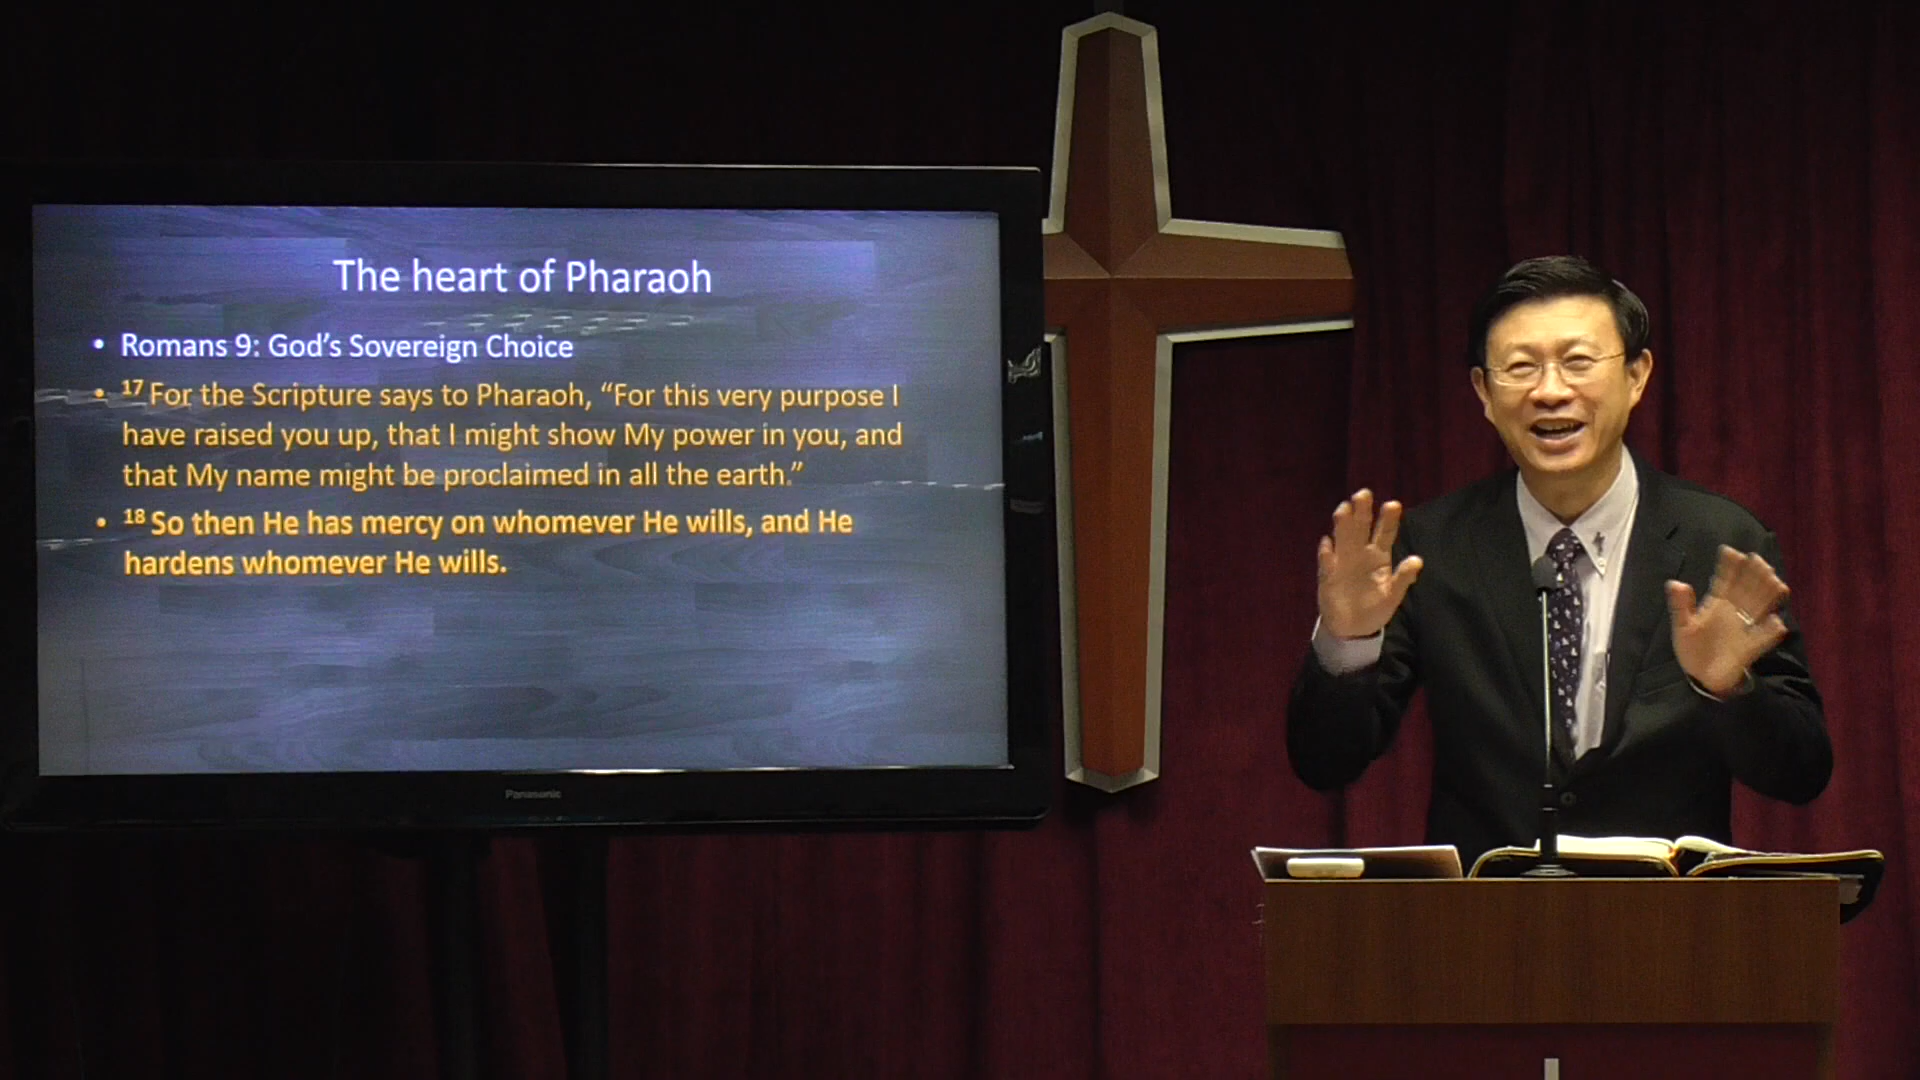 The heart of Pharaoh
• Romans 9: God’s Sovereign Choice
• 17 For the Scripture says to Pharaoh, “For this very purpose I
have raised you up, that I might show My power in you, and
that My name might be proclaimed in all the earth.”
• 18 So then He has mercy on whomever He wills, and He
hardens whomever He wills.
Panasonic